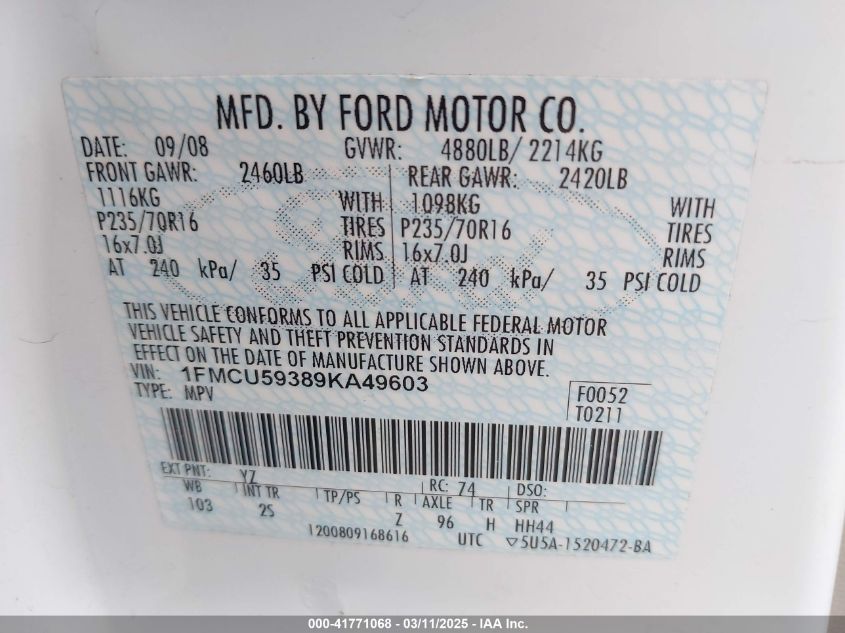 MFD. BY FORD MOTOR CO.
DATE: 09/08 GVWR: 4880LB/ 2214KG
FRONT GAWR: 2460LB REAR GAWR: 2420LB
1116KG WITH 1098KG WITH
P235/70R16 TIRES P235/70R16 TIRES
16x7.0J RIMS 16x7.0J RIMS
AT 240 kPa/ 35 PSI COLD AT 240 kPa/ 35 PSI COLD
THIS VEHICLE CONFORMS TO ALL APPLICABLE FEDERAL MOTOR
VEHICLE SAFETY AND THEFT PREVENTION STANDARDS IN
EFFECT ON THE DATE OF MANUFACTURE SHOWN ABOVE.
VIN: 1FMCU59389KA49603
TYPE: MPV
F0052
T0211
EXT PNT: YZ RC: 74 DSO:
WB INT TR TP/PS R AXLE TR SPR
103 2S Z 96 H HH44
1200809168616 UTC ▽5U5A-1520472-BA
000-41771068 - 03/11/2025 - IAA Inc.